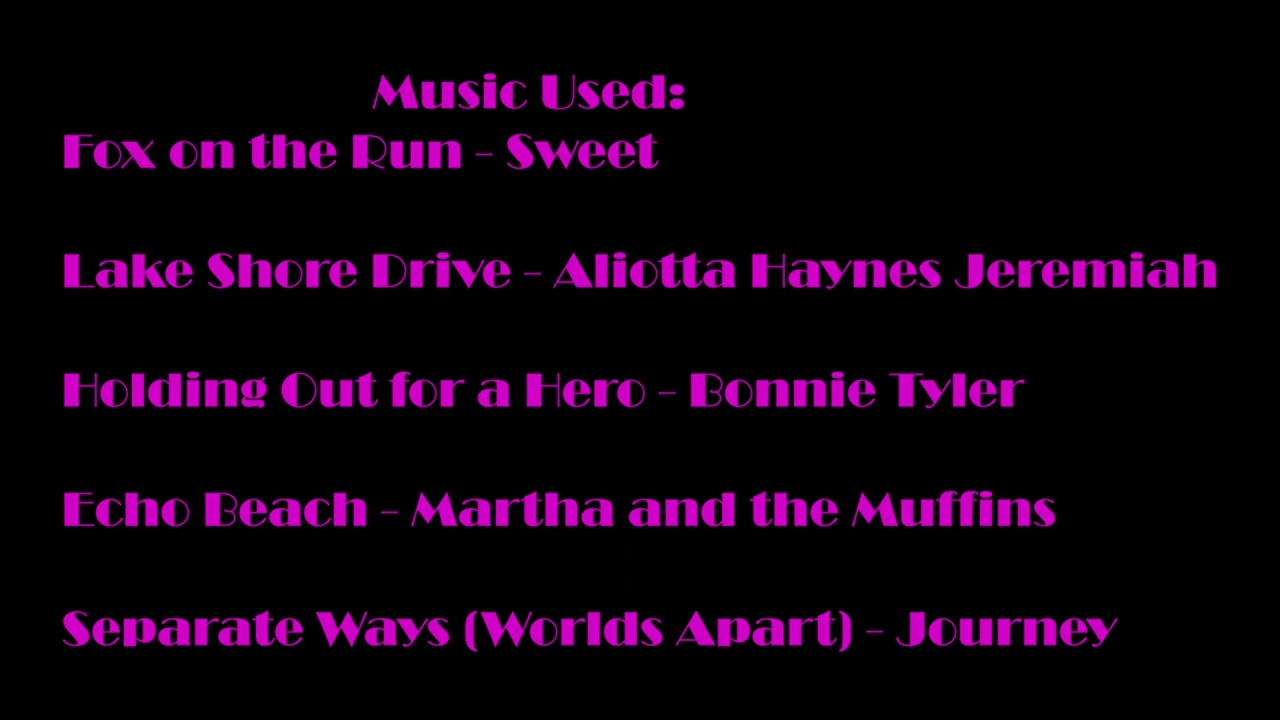 Music Used:
Fox on the Run - Sweet
Lake Shore Drive - Aliotta Haynes Jeremiah
Holding Out for a Hero - Bonnie Tyler
Echo Beach - Martha and the Muffins
Separate Ways (Worlds Apart) - Journey